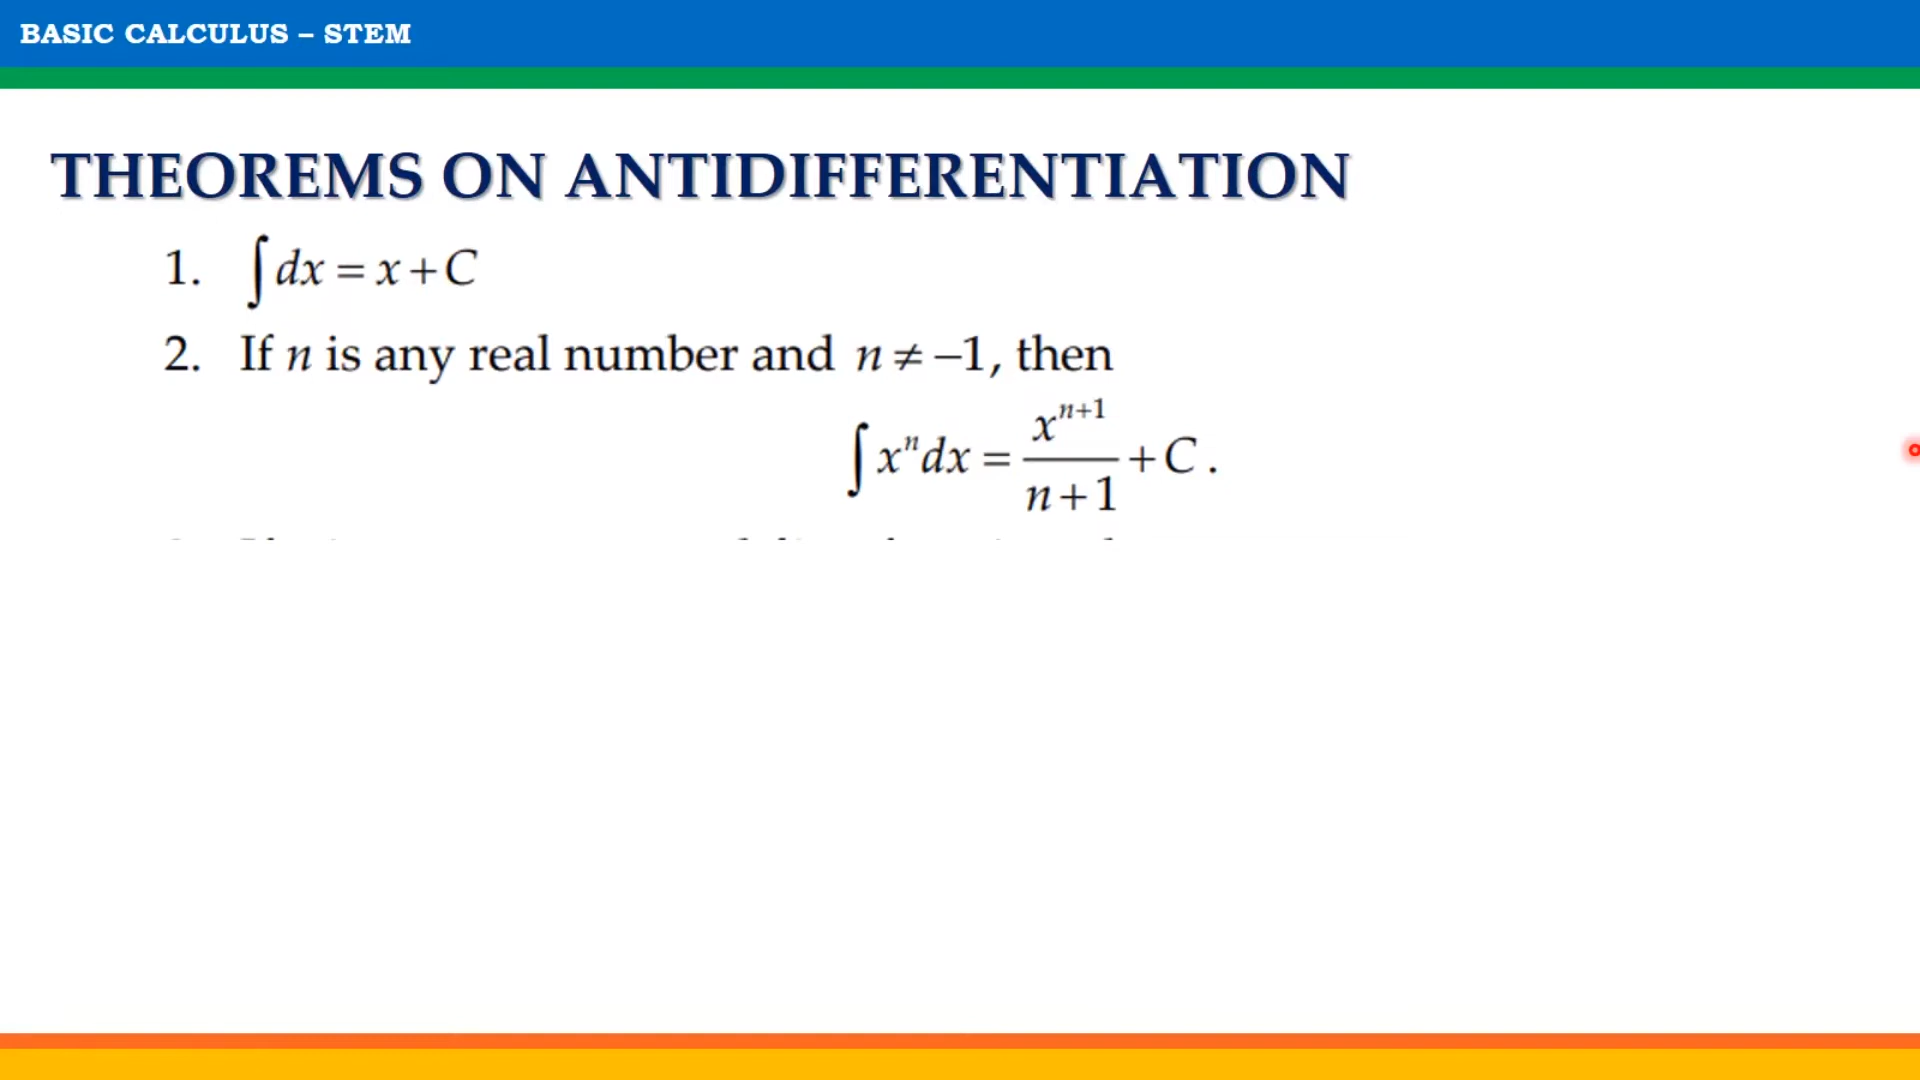 BASIC CALCULUS – STEM
THEOREMS ON ANTIDIFFERENTIATION
1. ∫dx = x + C
2. If n is any real number and n ≠ –1, then
∫xⁿdx = xⁿ⁺¹/(n+1) + C.